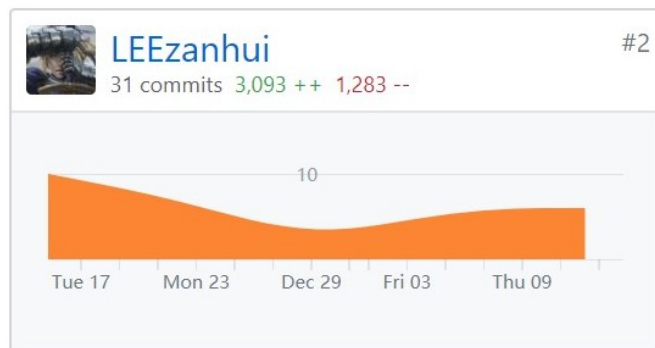 LEEzanhui
#2
31 commits 3,093 ++ 1,283 --
10
Tue 17 Mon 23 Dec 29 Fri 03 Thu 09